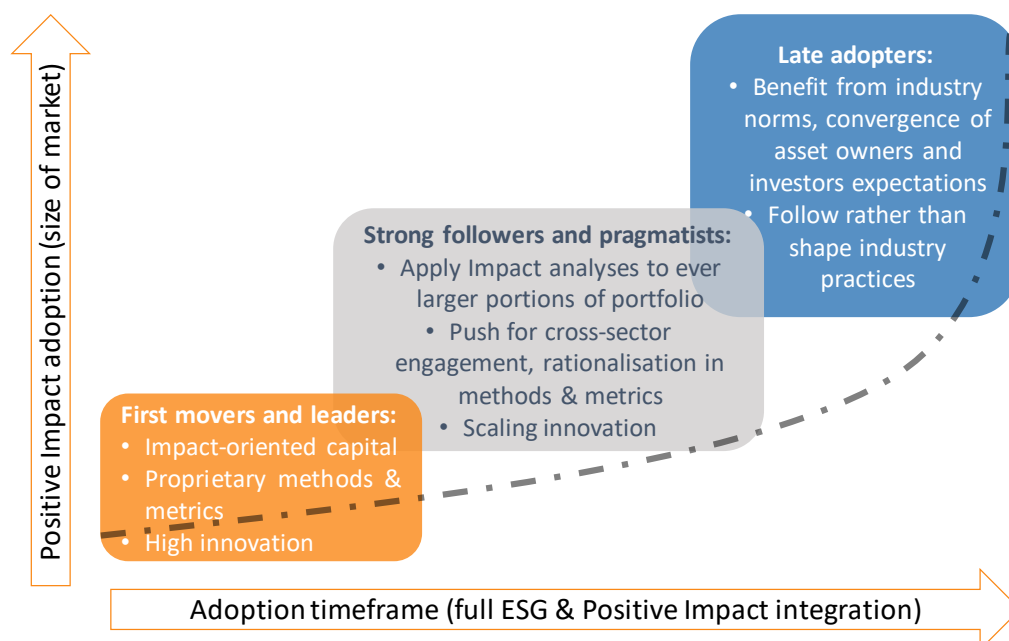 Positive Impact adoption (size of market)
Late adopters:
• Benefit from industry
norms, convergence of
asset owners and
investors expectations
• Follow rather than
shape industry
practices
Strong followers and pragmatists:
• Apply Impact analyses to ever
larger portions of portfolio
• Push for cross-sector
engagement, rationalisation in
methods & metrics
• Scaling innovation
First movers and leaders:
• Impact-oriented capital
• Proprietary methods &
metrics
• High innovation
Adoption timeframe (full ESG & Positive Impact integration)